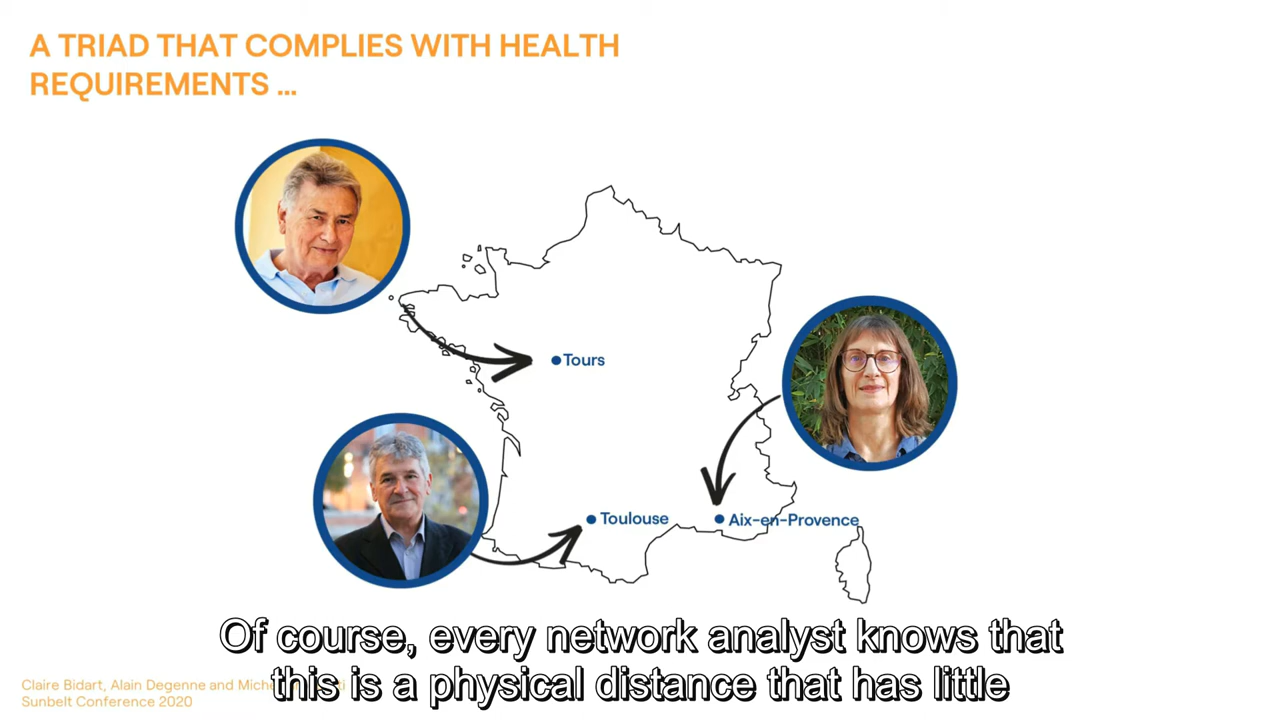 A TRIAD THAT COMPLIES WITH HEALTH
REQUIREMENTS ...
Tours
Toulouse
Aix-en-Provence
Of course, every network analyst knows that
this is a physical distance that has little
Claire Bidart, Alain Degenne and
Sunbelt Conference 2020